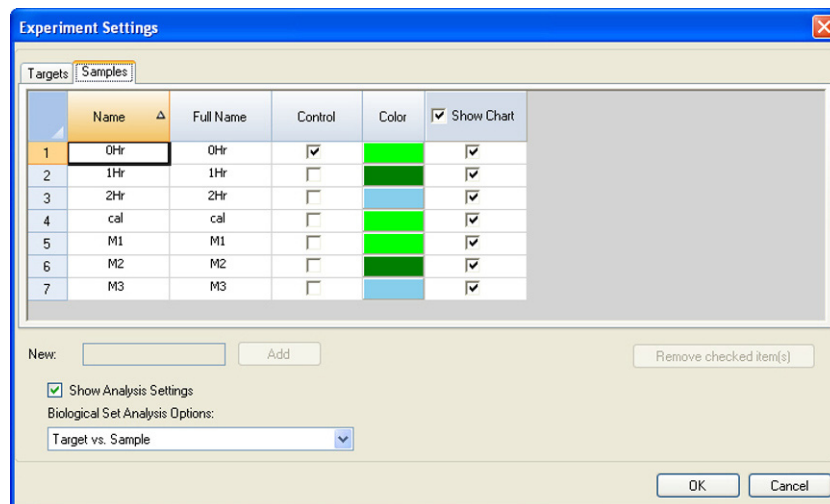 Experiment Settings
Targets Samples
Name Full Name Control Color Show Chart
1 0Hr 0Hr
2 1Hr 1Hr
3 2Hr 2Hr
4 cal cal
5 M1 M1
6 M2 M2
7 M3 M3
New: Add Remove checked item(s)
Show Analysis Settings
Biological Set Analysis Options:
Target vs. Sample
OK Cancel